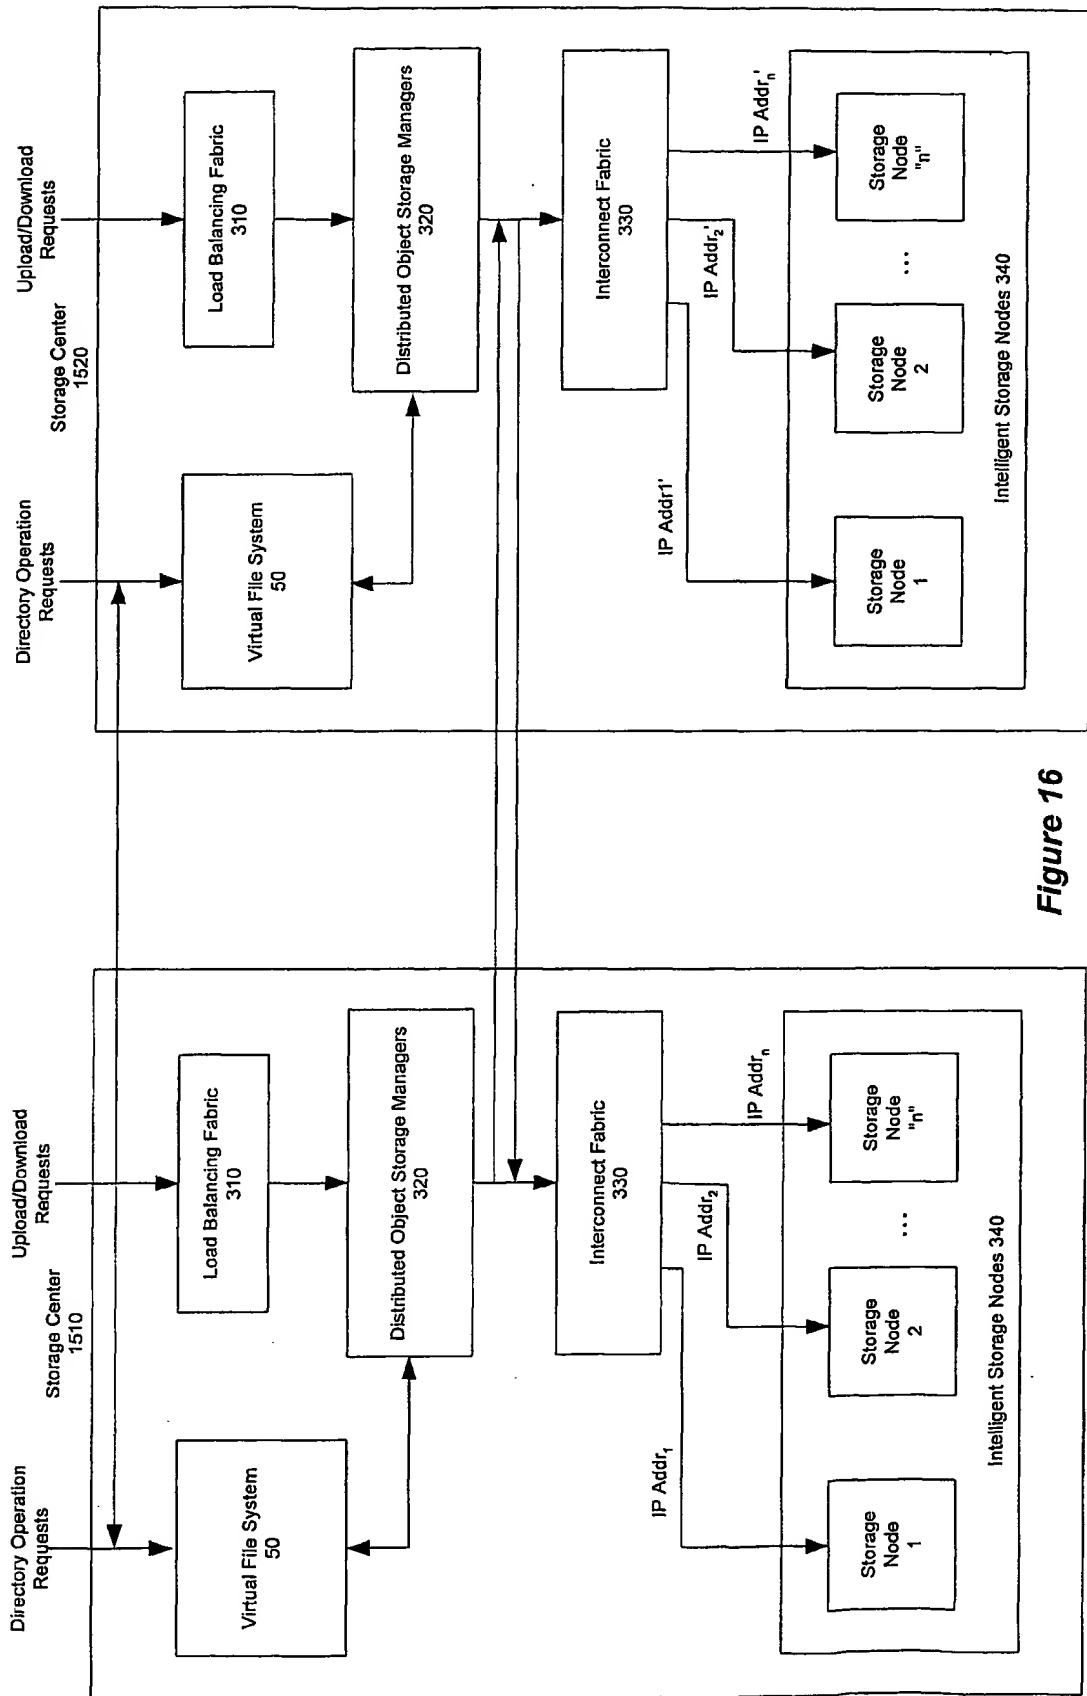 Directory Operation
Requests
Storage Center
1510
Upload/Download
Requests
Virtual File System
50
Load Balancing Fabric
310
Distributed Object Storage Managers
320
Interconnect Fabric
330
IP Addr1
IP Addr2
IP Addrn
Storage
Node
1
Storage
Node
2
...
Storage
Node
"n"
Intelligent Storage Nodes 340
Directory Operation
Requests
Storage Center
1520
Upload/Download
Requests
Virtual File System
50
Load Balancing Fabric
310
Distributed Object Storage Managers
320
Interconnect Fabric
330
IP Addr1'
IP Addr2'
IP Addrn'
Storage
Node
1
Storage
Node
2
...
Storage
Node
"n"
Intelligent Storage Nodes 340
Figure 16